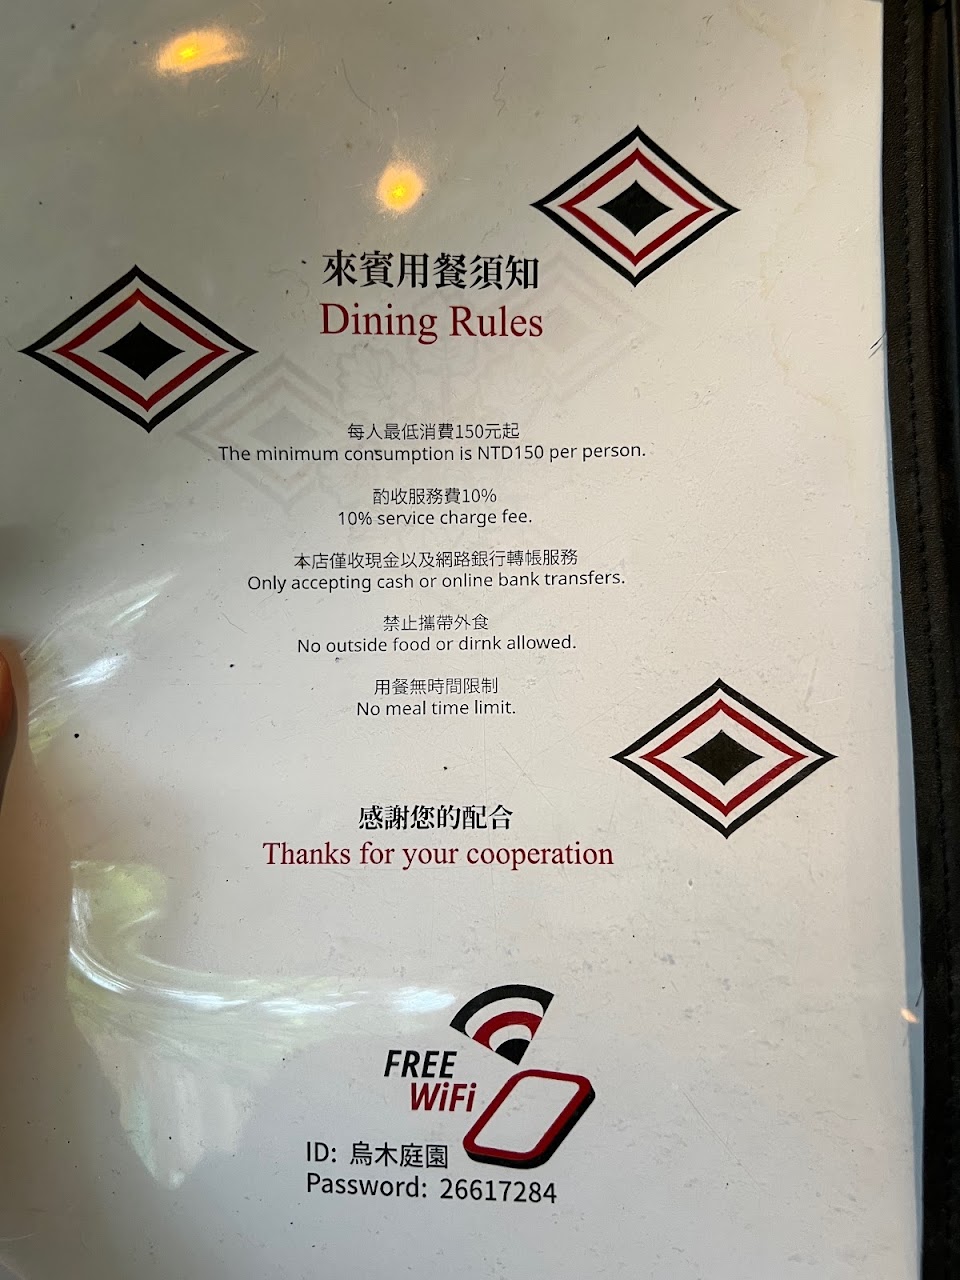 來賓用餐須知
Dining Rules
每人最低消費150元起
The minimum consumption is NTD150 per person.
酌收服務費10%
10% service charge fee.
本店僅收現金以及網路銀行轉帳服務
Only accepting cash or online bank transfers.
禁止攜帶外食
No outside food or dirnk allowed.
用餐無時間限制
No meal time limit.
感謝您的配合
Thanks for your cooperation
FREE
WiFi
ID: 烏木庭園
Password: 26617284